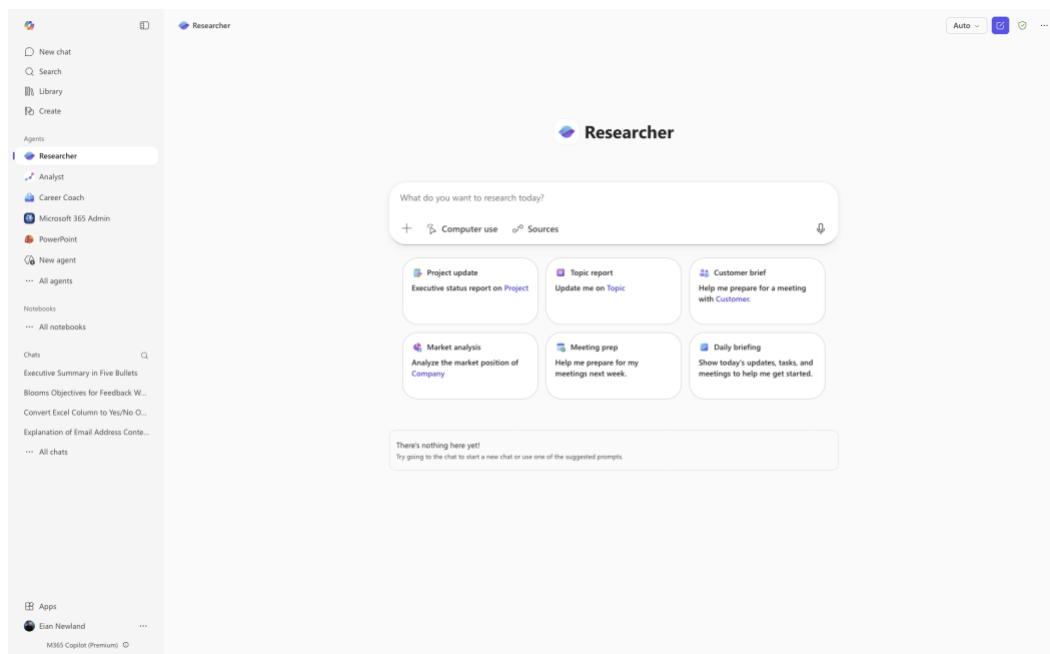 New chat
Search
Library
Create
Agents
Researcher
Analyst
Career Coach
Microsoft 365 Admin
PowerPoint
New agent
All agents
Notebooks
All notebooks
Chats
Executive Summary in Five Bullets
Blooms Objectives for Feedback W...
Convert Excel Column to Yes/No O...
Explanation of Email Address Conte...
All chats
Apps
Eian Newland
M365 Copilot (Premium)
Researcher
Auto
Researcher
What do you want to research today?
Computer use Sources
Project update
Executive status report on Project
Topic report
Update me on Topic
Customer brief
Help me prepare for a meeting
with Customer.
Market analysis
Analyze the market position of
Company
Meeting prep
Help me prepare for my
meetings next week.
Daily briefing
Show today's updates, tasks, and
meetings to help me get started.
There's nothing here yet!
Try going to the chat to start a new chat or use one of the suggested prompts.